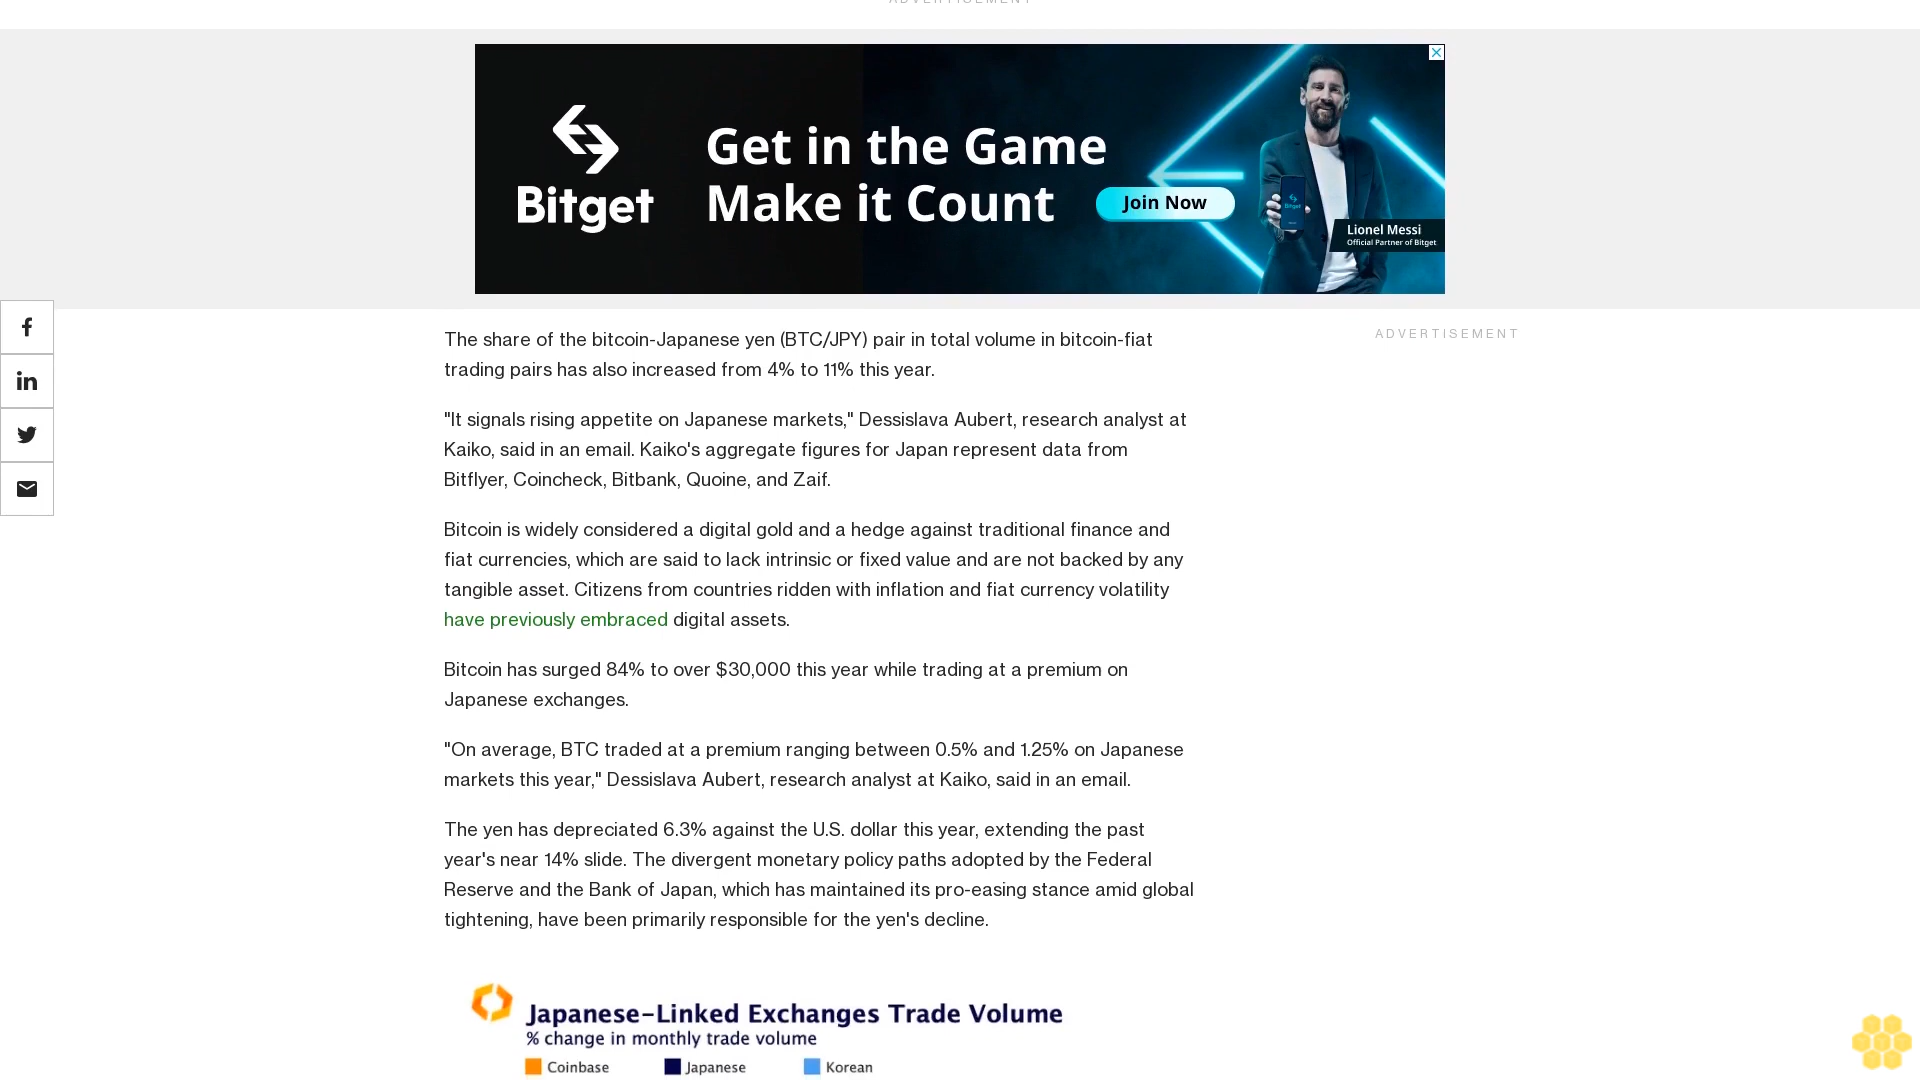 ADVERTISEMENT
Bitget
Get in the Game
Make it Count
Join Now
Bitget
Lionel Messi
Official Partner of Bitget
ADVERTISEMENT
The share of the bitcoin-Japanese yen (BTC/JPY) pair in total volume in bitcoin-fiat
trading pairs has also increased from 4% to 11% this year.
"It signals rising appetite on Japanese markets," Dessislava Aubert, research analyst at
Kaiko, said in an email. Kaiko's aggregate figures for Japan represent data from
Bitflyer, Coincheck, Bitbank, Quoine, and Zaif.
Bitcoin is widely considered a digital gold and a hedge against traditional finance and
fiat currencies, which are said to lack intrinsic or fixed value and are not backed by any
tangible asset. Citizens from countries ridden with inflation and fiat currency volatility
have previously embraced digital assets.
Bitcoin has surged 84% to over $30,000 this year while trading at a premium on
Japanese exchanges.
"On average, BTC traded at a premium ranging between 0.5% and 1.25% on Japanese
markets this year," Dessislava Aubert, research analyst at Kaiko, said in an email.
The yen has depreciated 6.3% against the U.S. dollar this year, extending the past
year's near 14% slide. The divergent monetary policy paths adopted by the Federal
Reserve and the Bank of Japan, which has maintained its pro-easing stance amid global
tightening, have been primarily responsible for the yen's decline.
Japanese-Linked Exchanges Trade Volume
% change in monthly trade volume
Coinbase Japanese Korean